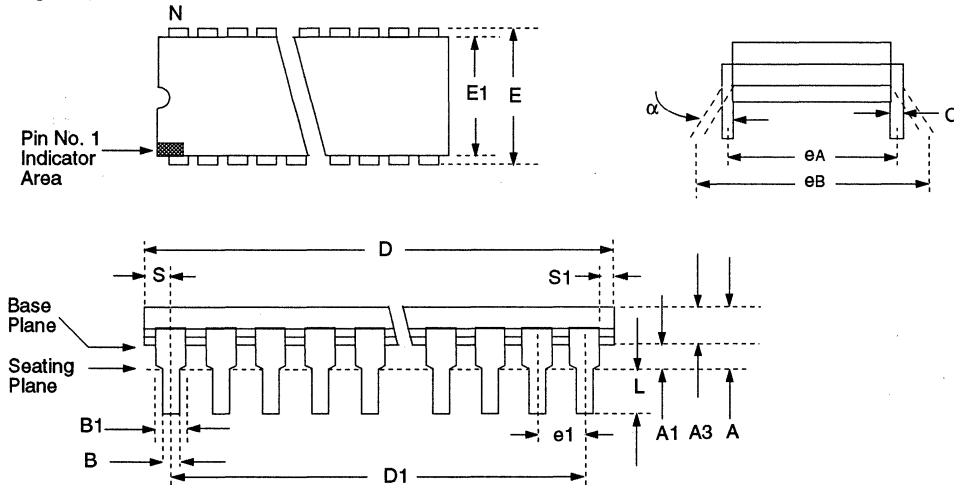 N
E1
E
Pin No. 1
Indicator
Area
α
C
eA
eB
D
S
S1
Base
Plane
Seating
Plane
L
B1
e1
A1
A3
A
B
D1